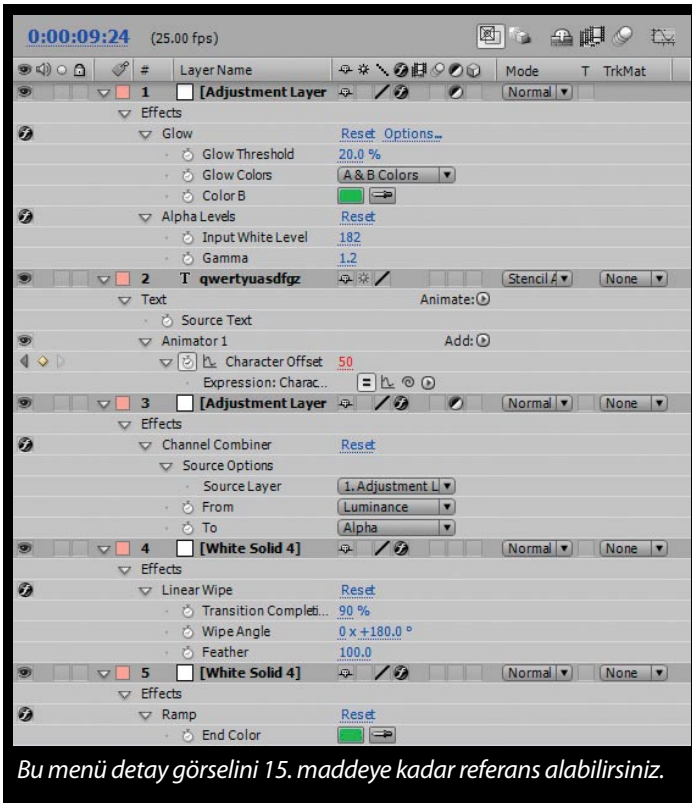 0:00:09:24 (25.00 fps)
# Layer Name Mode T TrkMat
1 [Adjustment Layer Normal
Effects
Glow Reset Options...
Glow Threshold 20.0 %
Glow Colors A & B Colors
Color B
Alpha Levels Reset
Input White Level 182
Gamma 1.2
2 T qwertyuasdfgz Stencil A None
Text Animate:
Source Text
Animator 1 Add:
Character Offset 50
Expression: Charac...
3 [Adjustment Layer Normal None
Effects
Channel Combiner Reset
Source Options
Source Layer 1. Adjustment L
From Luminance
To Alpha
4 [White Solid 4] Normal None
Effects
Linear Wipe Reset
Transition Completi... 90 %
Wipe Angle 0 x +180.0 °
Feather 100.0
5 [White Solid 4] Normal None
Effects
Ramp Reset
End Color
Bu menü detay görselini 15. maddeye kadar referans alabilirsiniz.